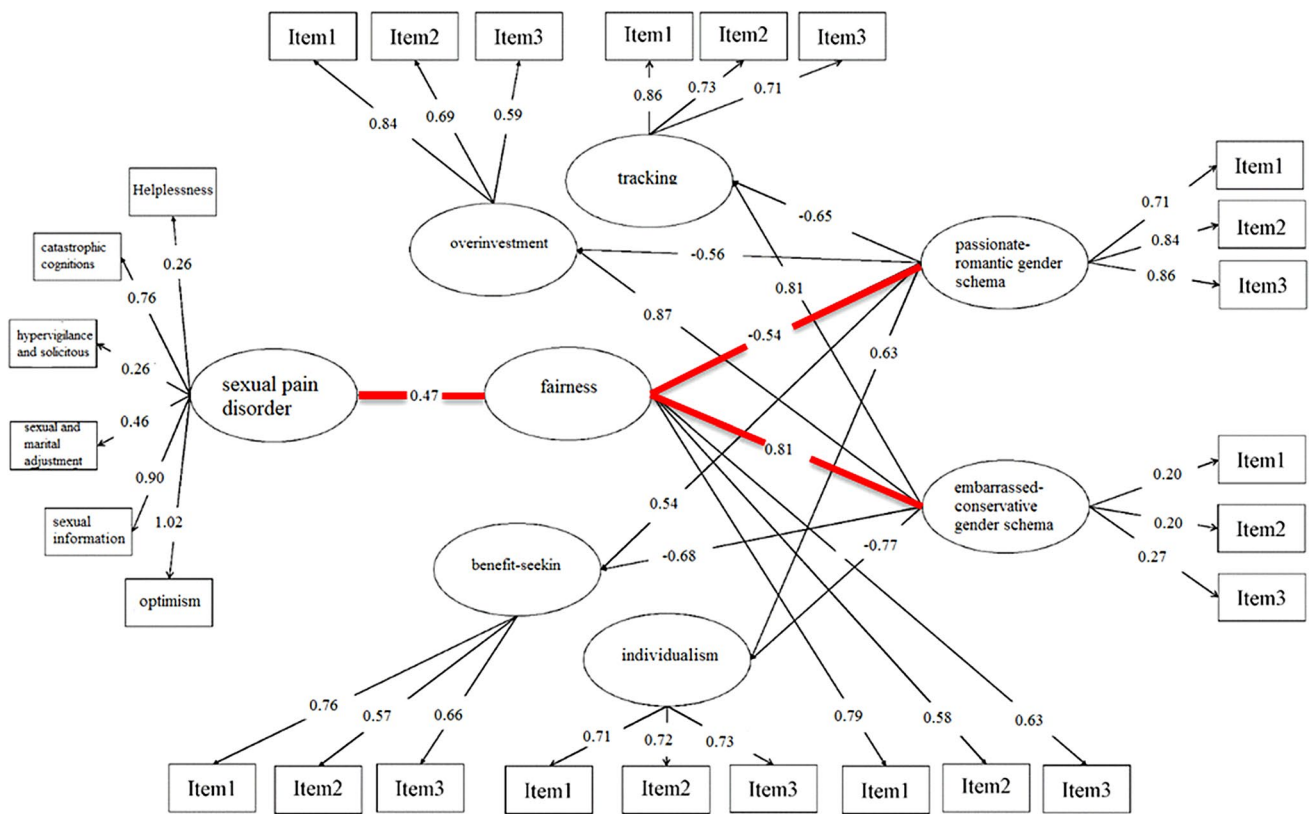 Item1
Item2
Item3
Item1
Item2
Item3
0.84
0.69
0.59
0.86
0.73
0.71
tracking
overinvestment
Helplessness
catastrophic
cognitions
hypervigilance
and solicitous
sexual and
marital
adjustment
sexual
information
optimism
0.26
0.76
0.26
0.46
0.90
1.02
sexual pain
disorder
0.47
fairness
-0.65
-0.56
0.81
0.87
-0.54
0.63
0.81
0.54
-0.68
-0.77
passionate-
romantic gender
schema
0.71
0.84
0.86
Item1
Item2
Item3
embarrassed-
conservative
gender schema
0.20
0.20
0.27
Item1
Item2
Item3
benefit-seekin
individualism
0.76
0.57
0.66
0.71
0.72
0.73
0.79
0.58
0.63
Item1
Item2
Item3
Item1
Item2
Item3
Item1
Item2
Item3